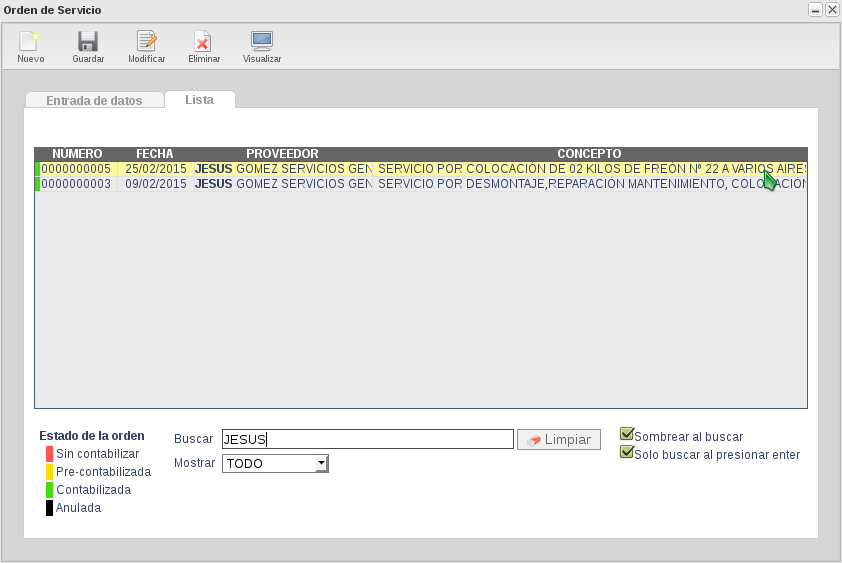 Orden de Servicio
Nuevo Guardar Modificar Eliminar Visualizar
Entrada de datos Lista
NUMERO FECHA PROVEEDOR CONCEPTO
0000000005 25/02/2015 JESUS GOMEZ SERVICIOS GEN SERVICIO POR COLOCACIÓN DE 02 KILOS DE FREÓN Nº 22 A VARIOS AIRES
0000000003 09/02/2015 JESUS GOMEZ SERVICIOS GEN SERVICIO POR DESMONTAJE,REPARACIÓN MANTENIMIENTO, COLOCACIÓN
Estado de la orden
Sin contabilizar
Pre-contabilizada
Contabilizada
Anulada
Buscar JESUS Limpiar
Mostrar TODO
Sombrear al buscar
Solo buscar al presionar enter